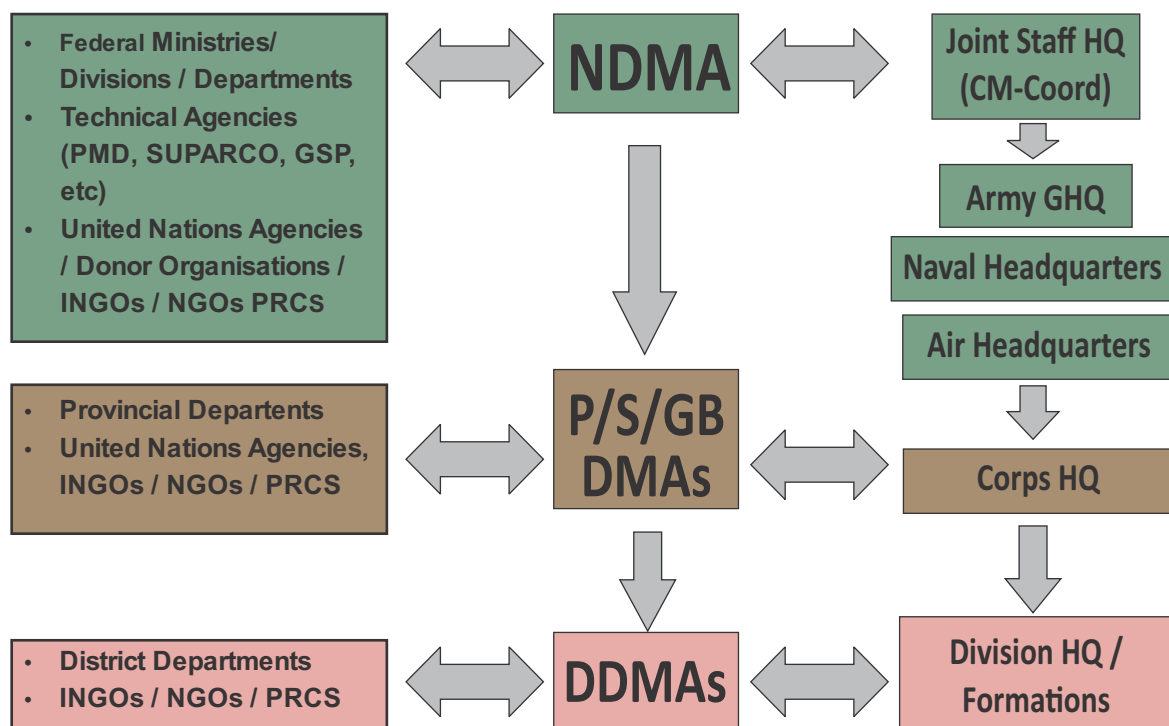 • Federal Ministries/
Divisions / Departments
• Technical Agencies
(PMD, SUPARCO, GSP,
etc)
• United Nations Agencies
/ Donor Organisations /
INGOs / NGOs PRCS
NDMA
Joint Staff HQ
(CM-Coord)
Army GHQ
Naval Headquarters
Air Headquarters
• Provincial Departents
• United Nations Agencies,
INGOs / NGOs / PRCS
P/S/GB
DMAs
Corps HQ
• District Departments
• INGOs / NGOs / PRCS
DDMAs
Division HQ /
Formations